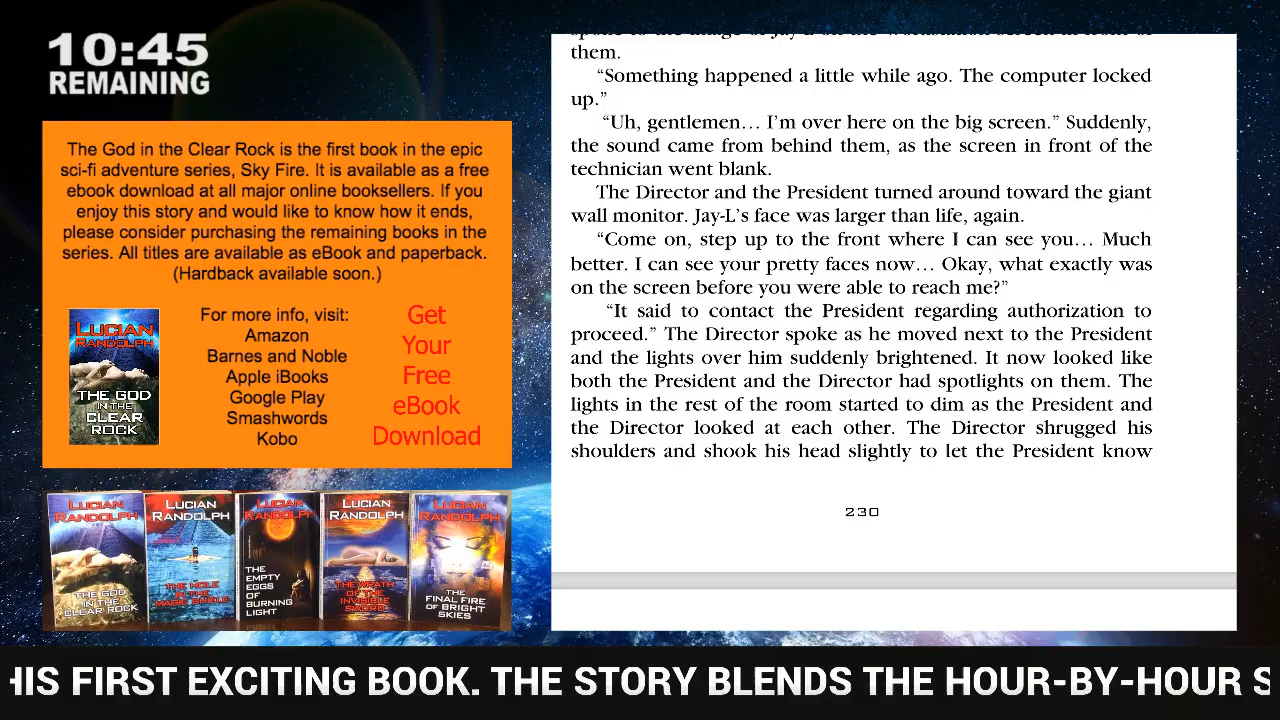 10:45
REMAINING
The God in the Clear Rock is the first book in the epic
sci-fi adventure series, Sky Fire. It is available as a free
ebook download at all major online booksellers. If you
enjoy this story and would like to know how it ends,
please consider purchasing the remaining books in the
series. All titles are available as eBook and paperback.
(Hardback available soon.)
LUCIAN
RANDOLPH
THE GOD
IN THE
CLEAR
ROCK
For more info, visit:
Amazon
Barnes and Noble
Apple iBooks
Google Play
Smashwords
Kobo
Get
Your
Free
eBook
Download
LUCIAN
RANDOLPH
THE GOD
IN THE
CLEAR ROCK
LUCIAN
RANDOLPH
THE HOLE
IN THE
MAGIC SHIELD
LUCIAN
RANDOLPH
THE
EMPTY
EGGS
OF
BURNING
LIGHT
LUCIAN
RANDOLPH
THE WRATH
OF THE
INVISIBLE
SWORD
LUCIAN
RANDOLPH
THE
FINAL FIRE
OF BRIGHT
SKIES
them.
“Something happened a little while ago. The computer locked
up.”
“Uh, gentlemen… I’m over here on the big screen.” Suddenly,
the sound came from behind them, as the screen in front of the
technician went blank.
The Director and the President turned around toward the giant
wall monitor. Jay-L’s face was larger than life, again.
“Come on, step up to the front where I can see you… Much
better. I can see your pretty faces now… Okay, what exactly was
on the screen before you were able to reach me?”
“It said to contact the President regarding authorization to
proceed.” The Director spoke as he moved next to the President
and the lights over him suddenly brightened. It now looked like
both the President and the Director had spotlights on them. The
lights in the rest of the room started to dim as the President and
the Director looked at each other. The Director shrugged his
shoulders and shook his head slightly to let the President know
230
HIS FIRST EXCITING BOOK. THE STORY BLENDS THE HOUR-BY-HOUR S